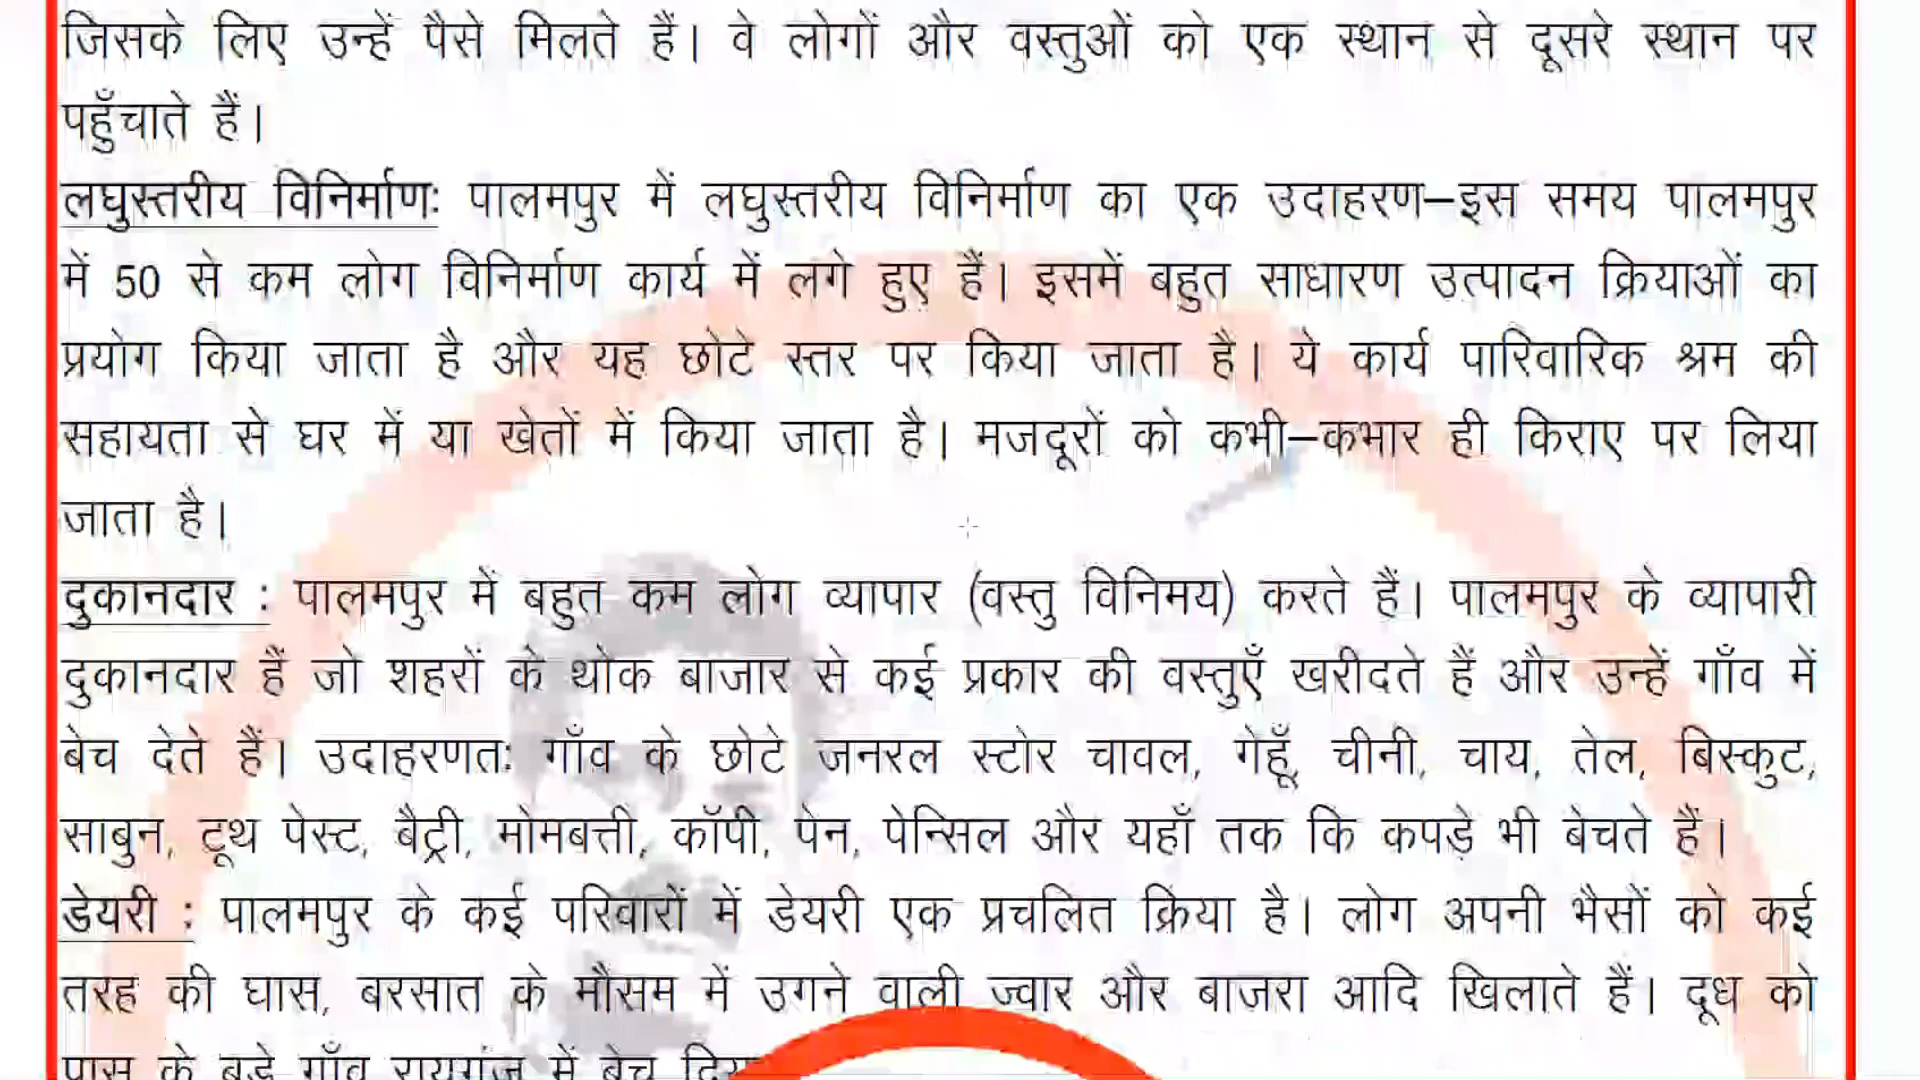 जिसके लिए उन्हें पैसे मिलते हैं। वे लोगों और वस्तुओं को एक स्थान से दूसरे स्थान पर
पहुँचाते हैं।
लघुस्तरीय विनिर्माणः पालमपुर में लघुस्तरीय विनिर्माण का एक उदाहरण–इस समय पालमपुर
में 50 से कम लोग विनिर्माण कार्य में लगे हुए हैं। इसमें बहुत साधारण उत्पादन क्रियाओं का
प्रयोग किया जाता है और यह छोटे स्तर पर किया जाता है। ये कार्य पारिवारिक श्रम की
सहायता से घर में या खेतों में किया जाता है। मजदूरों को कभी–कभार ही किराए पर लिया
जाता है।
दुकानदार : पालमपुर में बहुत कम लोग व्यापार (वस्तु विनिमय) करते हैं। पालमपुर के व्यापारी
दुकानदार हैं जो शहरों के थोक बाजार से कई प्रकार की वस्तुएँ खरीदते हैं और उन्हें गाँव में
बेच देते हैं। उदाहरणतः गाँव के छोटे जनरल स्टोर चावल, गेहूँ, चीनी, चाय, तेल, बिस्कुट,
साबुन, टूथ पेस्ट, बैट्री, मोमबत्ती, कॉपी, पेन, पेन्सिल और यहाँ तक कि कपड़े भी बेचते हैं।
डेयरी : पालमपुर के कई परिवारों में डेयरी एक प्रचलित क्रिया है। लोग अपनी भैसों को कई
तरह की घास, बरसात के मौसम में उगने वाली ज्वार और बाजरा आदि खिलाते हैं। दूध को
पास के बड़े गाँव रायगंज में बेच